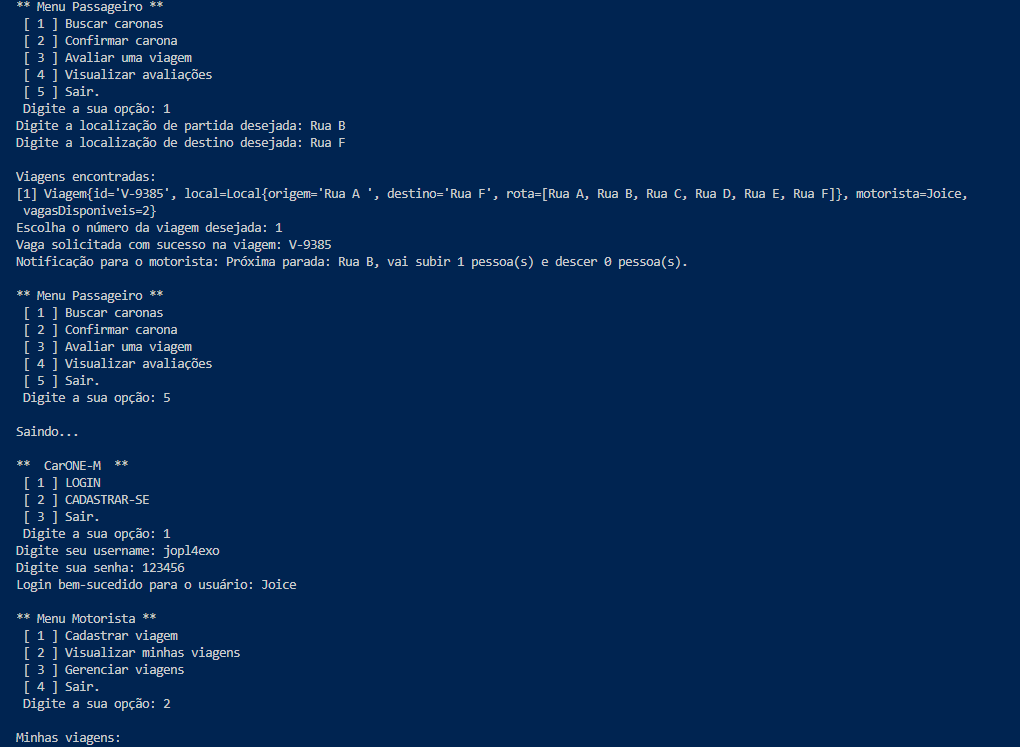 ** Menu Passageiro **
[ 1 ] Buscar caronas
[ 2 ] Confirmar carona
[ 3 ] Avaliar uma viagem
[ 4 ] Visualizar avaliações
[ 5 ] Sair.
Digite a sua opção: 1
Digite a localização de partida desejada: Rua B
Digite a localização de destino desejada: Rua F
Viagens encontradas:
[1] Viagem{id='V-9385', local=Local{origem='Rua A ', destino='Rua F', rota=[Rua A, Rua B, Rua C, Rua D, Rua E, Rua F]}, motorista=Joice,
vagasDisponiveis=2}
Escolha o número da viagem desejada: 1
Vaga solicitada com sucesso na viagem: V-9385
Notificação para o motorista: Próxima parada: Rua B, vai subir 1 pessoa(s) e descer 0 pessoa(s).
** Menu Passageiro **
[ 1 ] Buscar caronas
[ 2 ] Confirmar carona
[ 3 ] Avaliar uma viagem
[ 4 ] Visualizar avaliações
[ 5 ] Sair.
Digite a sua opção: 5
Saindo...
**  CarONE-M  **
[ 1 ] LOGIN
[ 2 ] CADASTRAR-SE
[ 3 ] Sair.
Digite a sua opção: 1
Digite seu username: jopl4exo
Digite sua senha: 123456
Login bem-sucedido para o usuário: Joice
** Menu Motorista **
[ 1 ] Cadastrar viagem
[ 2 ] Visualizar minhas viagens
[ 3 ] Gerenciar viagens
[ 4 ] Sair.
Digite a sua opção: 2
Minhas viagens: